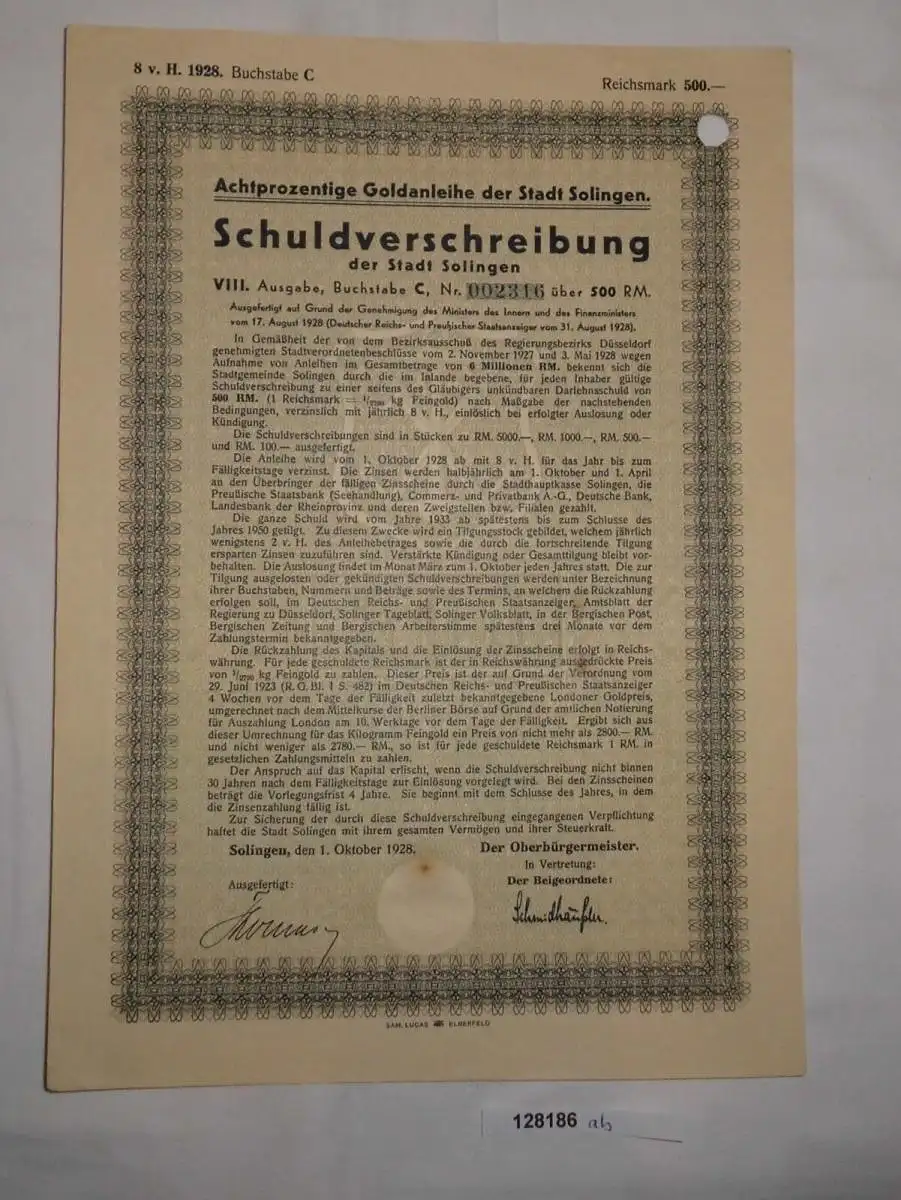 8 v. H. 1928. Buchstabe C
Reichsmark 500.—
Achtprozentige Goldanleihe der Stadt Solingen.
Schuldverschreibung
der Stadt Solingen
VIII. Ausgabe, Buchstabe C, Nr. 002316 über 500 RM.
Ausgefertigt auf Grund der Genehmigung des Ministers des Innern und des Finanzministers
vom 17. August 1928 (Deutscher Reichs- und Preußischer Staatsanzeiger vom 31. August 1928).
In Gemäßheit der von dem Bezirksausschuß des Regierungsbezirks Düsseldorf
genehmigten Stadtverordnetenbeschlüsse vom 2. November 1927 und 3. Mai 1928 wegen
Aufnahme von Anleihen im Gesamtbetrage von 6 Millionen RM. bekennt sich die
Stadtgemeinde Solingen durch die im Inlande begebene, für jeden Inhaber gültige
Schuldverschreibung zu einer seitens des Gläubigers unkündbaren Darlehnsschuld von
500 RM. (1 Reichsmark = 1/2790 kg Feingold) nach Maßgabe der nachstehenden
Bedingungen, verzinslich mit jährlich 8 v. H., einlöslich bei erfolgter Auslosung oder
Kündigung.
Die Schuldverschreibungen sind in Stücken zu RM. 5000.—, RM. 1000.—, RM. 500.—
und RM. 100.— ausgefertigt.
Die Anleihe wird vom 1. Oktober 1928 ab mit 8 v. H. für das Jahr bis zum
Fälligkeitstage verzinst. Die Zinsen werden halbjährlich am 1. Oktober und 1. April
an den Überbringer der fälligen Zinsscheine durch die Stadthauptkasse Solingen, die
Preußische Staatsbank (Seehandlung), Commerz- und Privatbank A.-G., Deutsche Bank,
Landesbank der Rheinprovinz und deren Zweigstellen bzw. Filialen gezahlt.
Die ganze Schuld wird vom Jahre 1933 ab spätestens bis zum Schlusse des
Jahres 1950 getilgt. Zu diesem Zwecke wird ein Tilgungsstock gebildet, welchem jährlich
wenigstens 2 v. H. des Anleihebetrages sowie die durch die fortschreitende Tilgung
ersparten Zinsen zuzuführen sind. Verstärkte Kündigung oder Gesamttilgung bleibt vor-
behalten. Die Auslosung findet im Monat März zum 1. Oktober jeden Jahres statt. Die zur
Tilgung ausgelosten oder gekündigten Schuldverschreibungen werden unter Bezeichnung
ihrer Buchstaben, Nummern und Beträge sowie des Termins, an welchem die Rückzahlung
erfolgen soll, im Deutschen Reichs- und Preußischen Staatsanzeiger, Amtsblatt der
Regierung zu Düsseldorf, Solinger Tageblatt, Solinger Volksblatt, in der Bergischen Post,
Bergischen Zeitung und Bergischen Arbeiterstimme spätestens drei Monate vor dem
Zahlungstermin bekanntgegeben.
Die Rückzahlung des Kapitals und die Einlösung der Zinsscheine erfolgt in Reichs-
währung. Für jede geschuldete Reichsmark ist der in Reichswährung ausgedrückte Preis
von 1/2790 kg Feingold zu zahlen. Dieser Preis ist der auf Grund der Verordnung vom
29. Juni 1923 (R. G. Bl. I S. 482) im Deutschen Reichs- und Preußischen Staatsanzeiger
4 Wochen vor dem Tage der Fälligkeit zuletzt bekanntgegebene Londoner Goldpreis,
umgerechnet nach dem Mittelkurse der Berliner Börse auf Grund der amtlichen Notierung
für Auszahlung London am 10. Werktage vor dem Tage der Fälligkeit. Ergibt sich aus
dieser Umrechnung für das Kilogramm Feingold ein Preis von nicht mehr als 2800.— RM.
und nicht weniger als 2780.— RM., so ist für jede geschuldete Reichsmark 1 RM. in
gesetzlichen Zahlungsmitteln zu zahlen.
Der Anspruch auf das Kapital erlischt, wenn die Schuldverschreibung nicht binnen
30 Jahren nach dem Fälligkeitstage zur Einlösung vorgelegt wird. Bei den Zinsscheinen
beträgt die Vorlegungsfrist 4 Jahre. Sie beginnt mit dem Schlusse des Jahres, in dem
die Zinsenzahlung fällig ist.
Zur Sicherung der durch diese Schuldverschreibung eingegangenen Verpflichtung
haftet die Stadt Solingen mit ihrem gesamten Vermögen und ihrer Steuerkraft.
Solingen, den 1. Oktober 1928.
Der Oberbürgermeister.
In Vertretung:
Der Beigeordnete:
Ausgefertigt:
Schmidhäußler.
SAM. LUCAS ELBERFELD
128186 ab